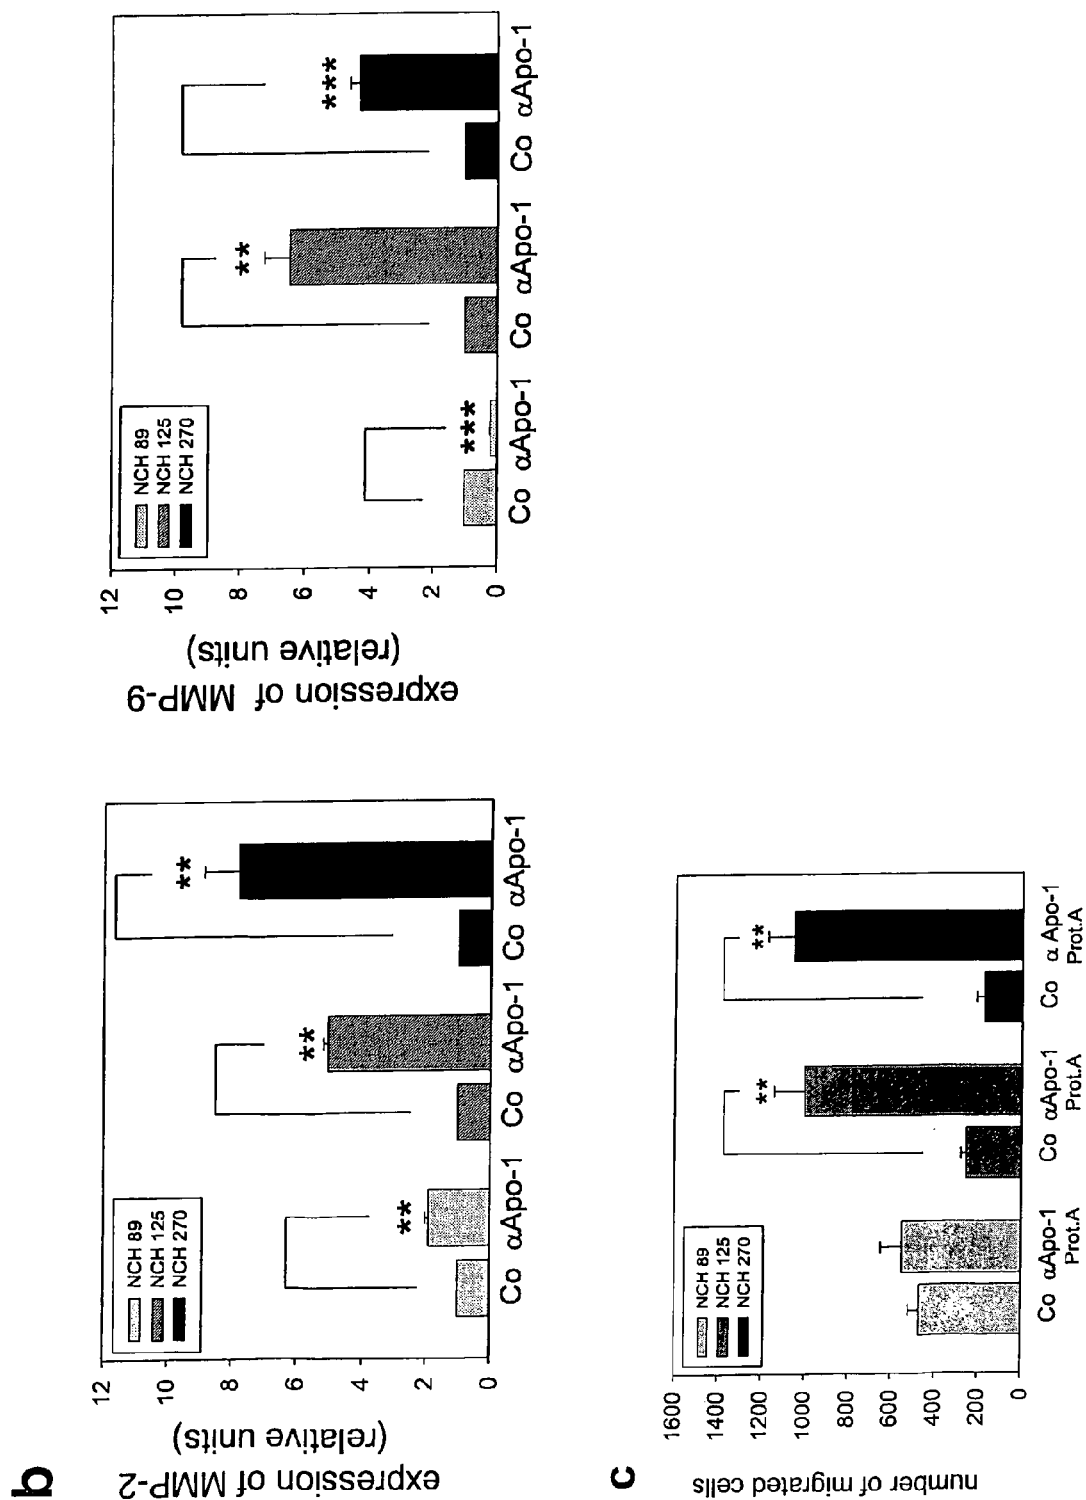 b
expression of MMP-2
(relative units)
12
10
8
6
4
2
0
NCH 89
NCH 125
NCH 270
**
**
**
Co αApo-1 Co αApo-1 Co αApo-1
expression of MMP-9
(relative units)
12
10
8
6
4
2
0
NCH 89
NCH 125
NCH 270
***
**
***
Co αApo-1 Co αApo-1 Co αApo-1
c
number of migrated cells
1600
1400
1200
1000
800
600
400
200
0
NCH 89
NCH 125
NCH 270
**
**
Co αApo-1 Co αApo-1 Co α Apo-1
Prot.A Prot.A Prot.A